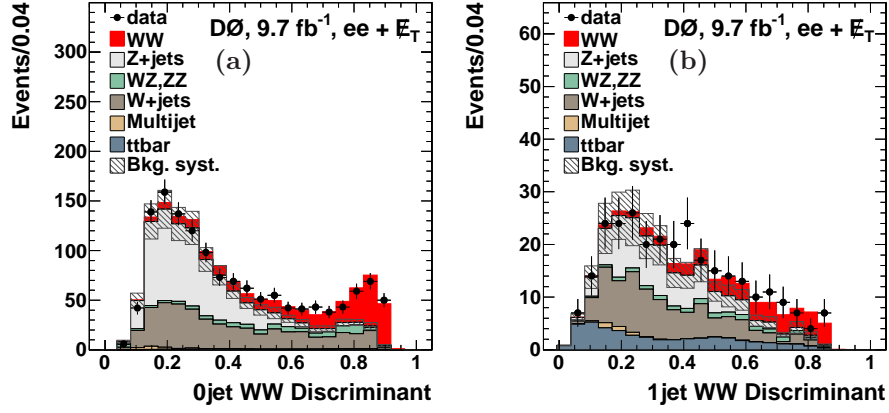 Events/0.04
300
250
200
150
100
50
0
DØ, 9.7 fb⁻¹, ee + E̸_T
(a)
data
WW
Z+jets
WZ,ZZ
W+jets
Multijet
ttbar
Bkg. syst.
0 0.2 0.4 0.6 0.8 1
0jet WW Discriminant
Events/0.04
60
50
40
30
20
10
0
DØ, 9.7 fb⁻¹, ee + E̸_T
(b)
data
WW
Z+jets
WZ,ZZ
W+jets
Multijet
ttbar
Bkg. syst.
0 0.2 0.4 0.6 0.8 1
1jet WW Discriminant